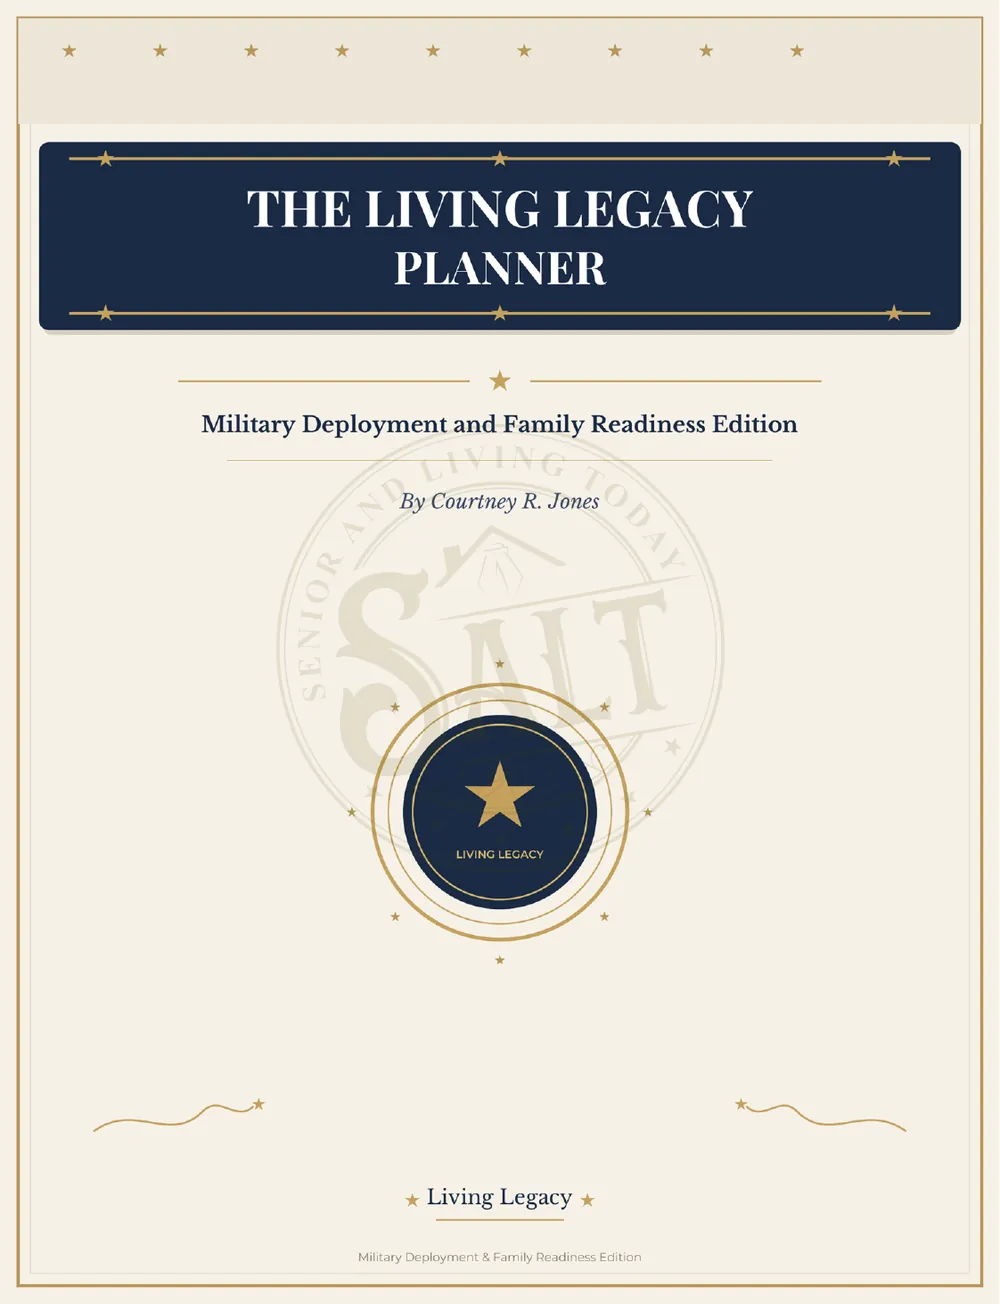 THE LIVING LEGACY
PLANNER
Military Deployment and Family Readiness Edition
By Courtney R. Jones
SENIOR AND LIVING TODAY
SALT
LIVING LEGACY
Living Legacy
Military Deployment & Family Readiness Edition